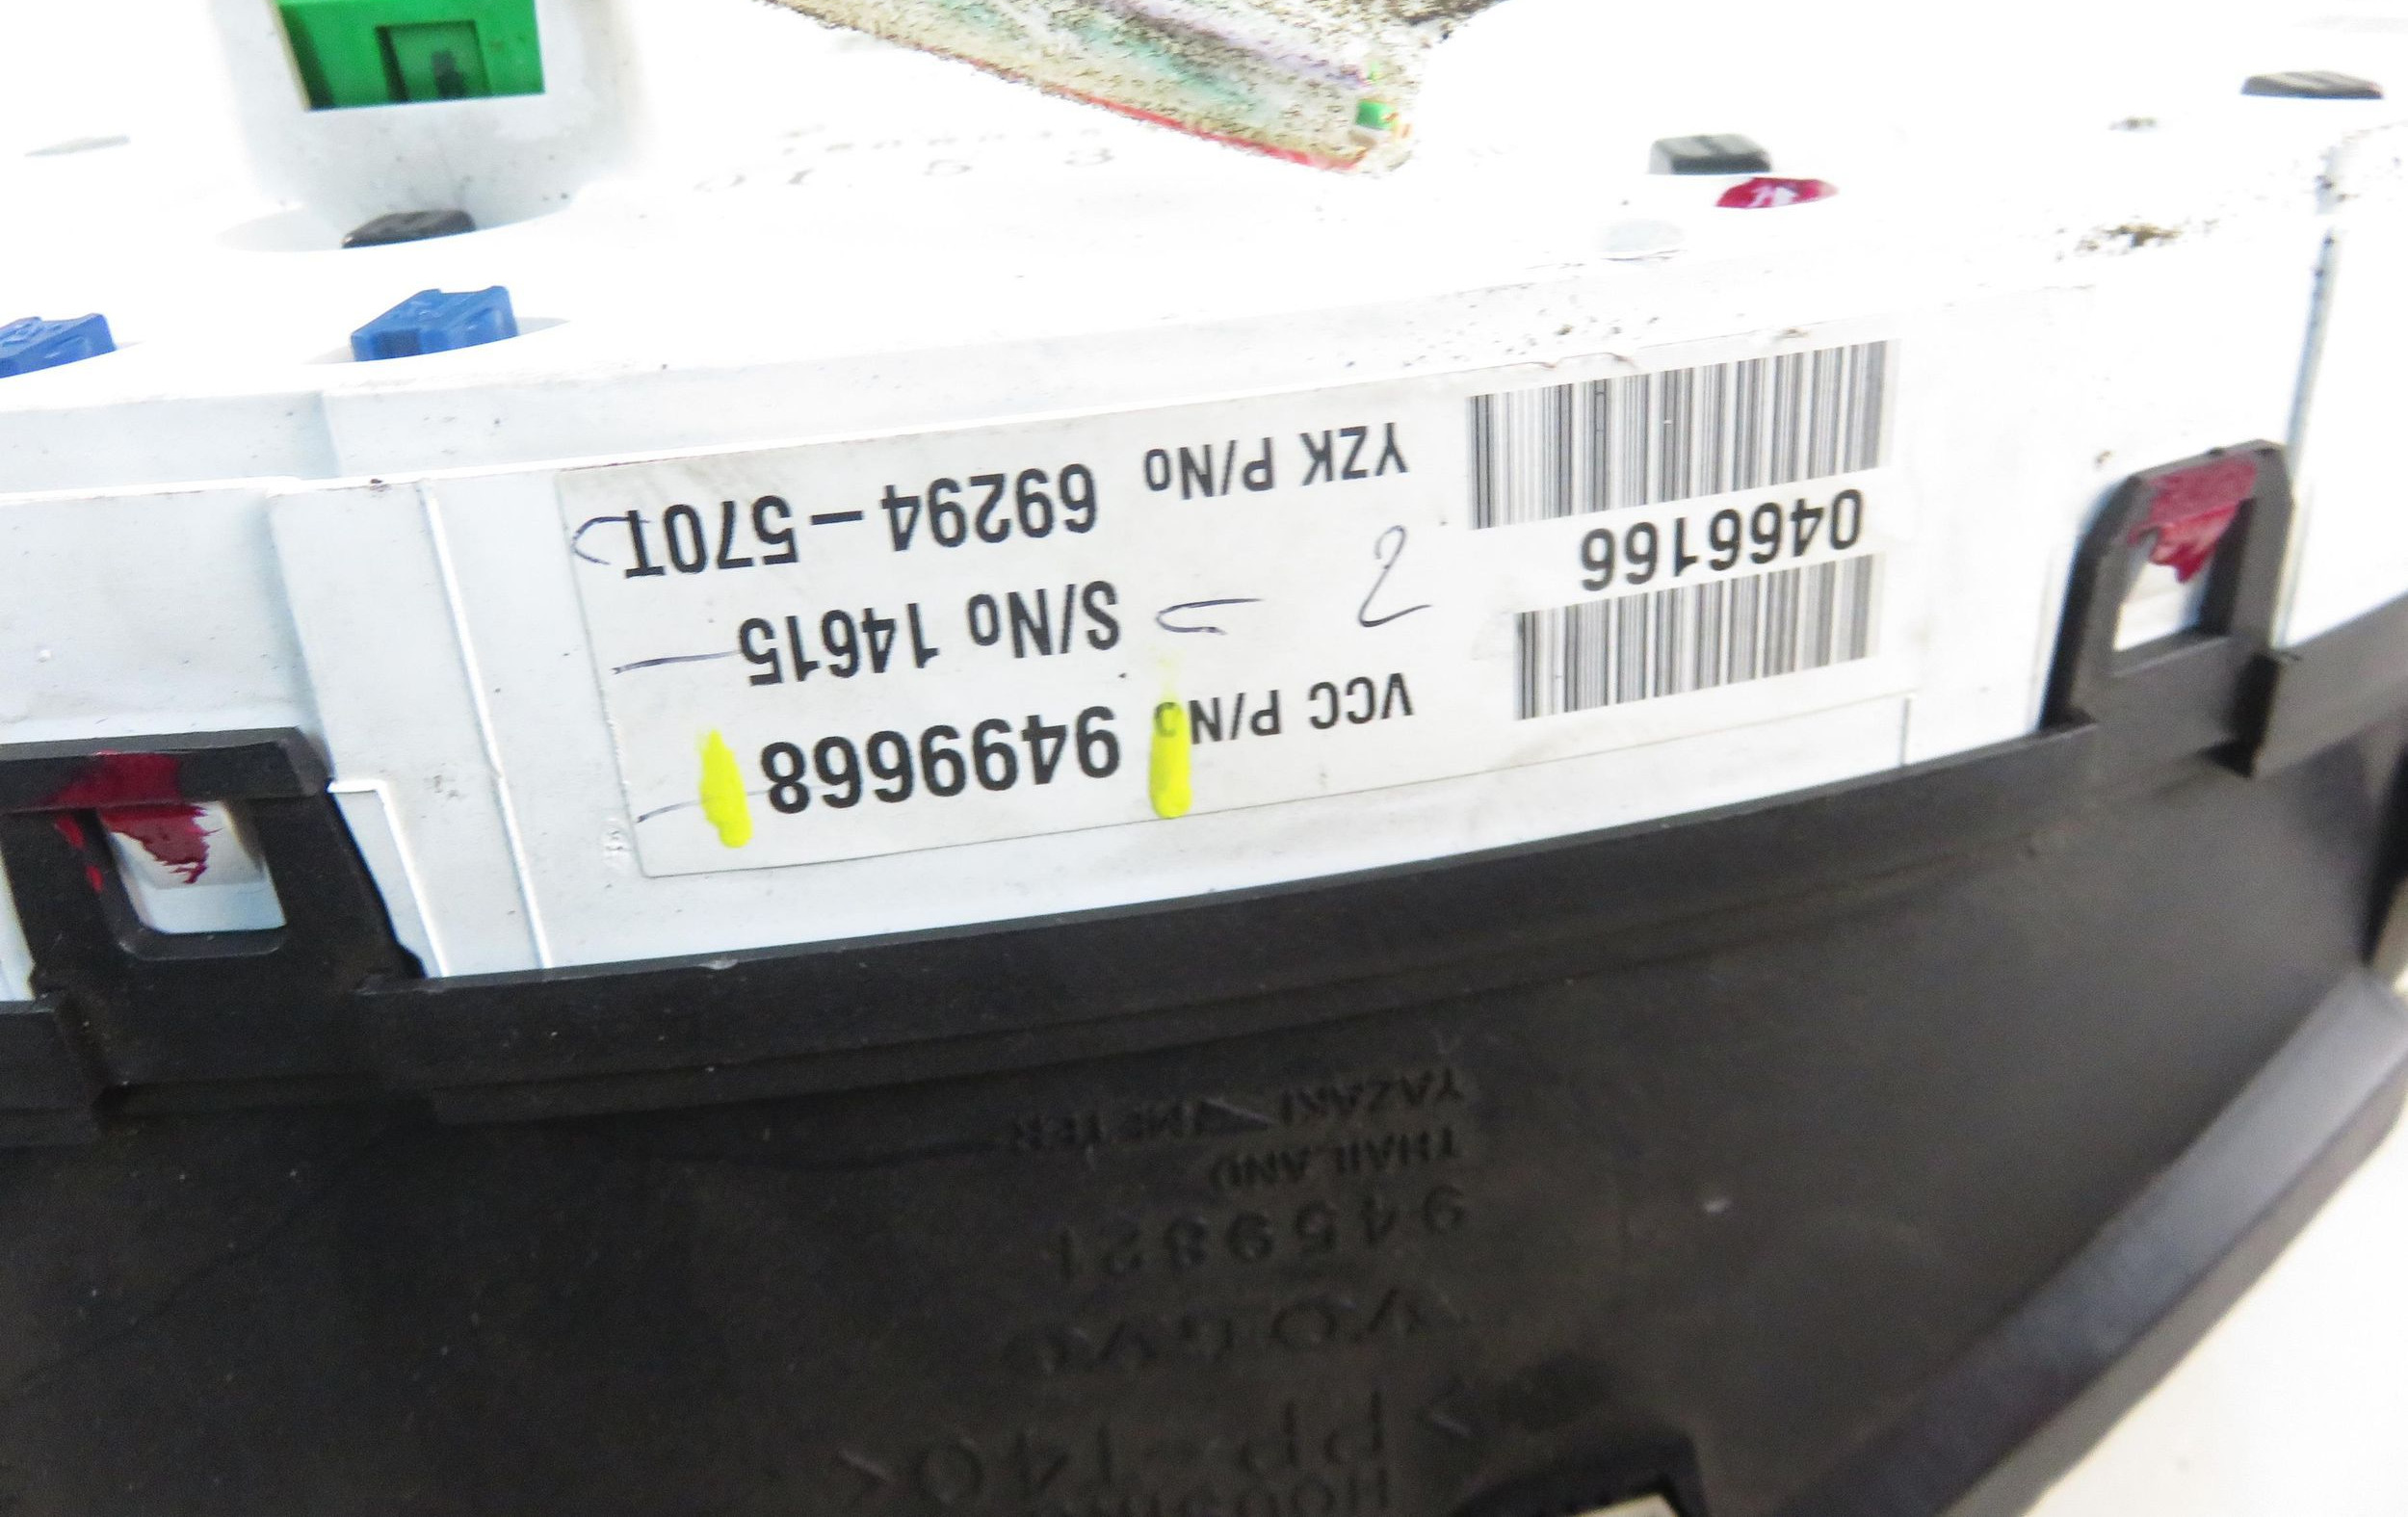 VOLVO
9459821
THAILAND
YAZAKI METER
VCC P/No 9499668
0466166
S/No 14615
2
YZK P/No 69294-570T